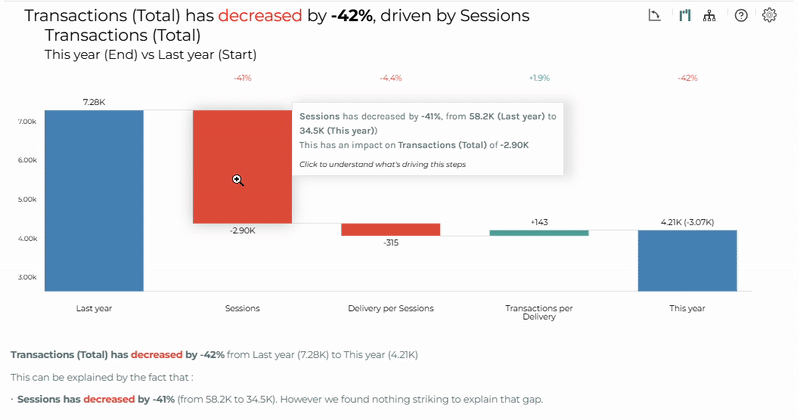 Transactions (Total) has decreased by -42%, driven by Sessions
Transactions (Total)
This year (End) vs Last year (Start)
-41%
-4.4%
+1.9%
-42%
7.28K
7.00k
6.00k
5.00k
4.00k
3.00k
Sessions has decreased by -41%, from 58.2K (Last year) to
34.5K (This year))
This has an impact on Transactions (Total) of -2.90K
Click to understand what's driving this steps
-2.90K
-315
+143
4.21K (-3.07K)
Last year
Sessions
Delivery per Sessions
Transactions per
Delivery
This year
Transactions (Total) has decreased by -42% from Last year (7.28K) to This year (4.21K)
This can be explained by the fact that :
· Sessions has decreased by -41% (from 58.2K to 34.5K). However we found nothing striking to explain that gap.